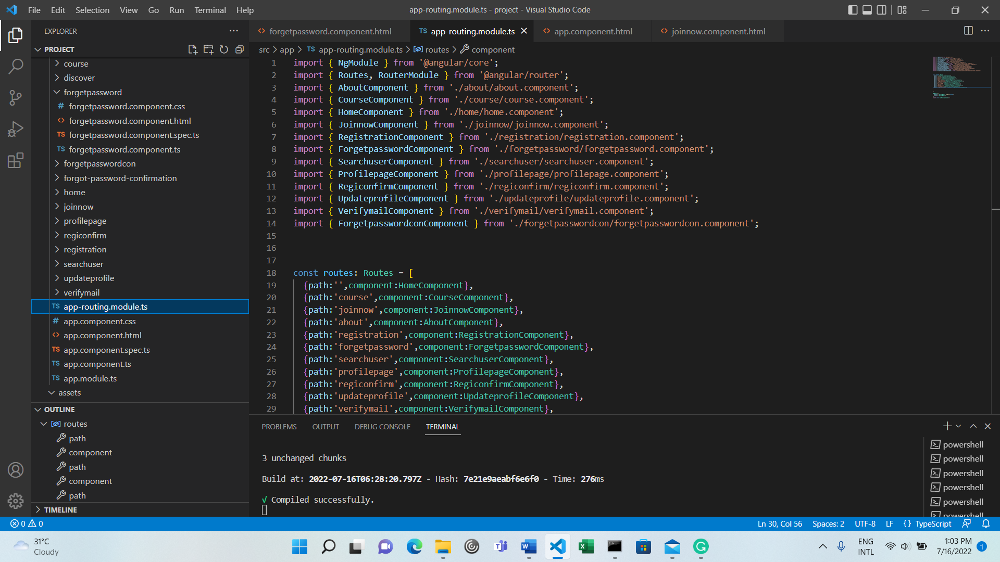 File Edit Selection View Go Run Terminal Help
app-routing.module.ts - project - Visual Studio Code
EXPLORER
PROJECT
course
discover
forgetpassword
# forgetpassword.component.css
<> forgetpassword.component.html
TS forgetpassword.component.spec.ts
TS forgetpassword.component.ts
forgetpasswordcon
forgot-password-confirmation
home
joinnow
profilepage
regiconfirm
registration
searchuser
updateprofile
verifymail
TS app-routing.module.ts
# app.component.css
<> app.component.html
TS app.component.spec.ts
TS app.component.ts
TS app.module.ts
assets
OUTLINE
routes
path
component
path
component
path
TIMELINE
<> forgetpassword.component.html
TS app-routing.module.ts
<> app.component.html
<> joinnow.component.html
src > app > TS app-routing.module.ts > routes > component
1 import { NgModule } from '@angular/core';
2 import { Routes, RouterModule } from '@angular/router';
3 import { AboutComponent } from './about/about.component';
4 import { CourseComponent } from './course/course.component';
5 import { HomeComponent } from './home/home.component';
6 import { JoinnowComponent } from './joinnow/joinnow.component';
7 import { RegistrationComponent } from './registration/registration.component';
8 import { ForgetpasswordComponent } from './forgetpassword/forgetpassword.component';
9 import { SearchuserComponent } from './searchuser/searchuser.component';
10 import { ProfilepageComponent } from './profilepage/profilepage.component';
11 import { RegiconfirmComponent } from './regiconfirm/regiconfirm.component';
12 import { UpdateprofileComponent } from './updateprofile/updateprofile.component';
13 import { VerifymailComponent } from './verifymail/verifymail.component';
14 import { ForgetpasswordconComponent } from './forgetpasswordcon/forgetpasswordcon.component';
15
16
17
18 const routes: Routes = [
19 {path:'',component:HomeComponent},
20 {path:'course',component:CourseComponent},
21 {path:'joinnow',component:JoinnowComponent},
22 {path:'about',component:AboutComponent},
23 {path:'registration',component:RegistrationComponent},
24 {path:'forgetpassword',component:ForgetpasswordComponent},
25 {path:'searchuser',component:SearchuserComponent},
26 {path:'profilepage',component:ProfilepageComponent},
27 {path:'regiconfirm',component:RegiconfirmComponent},
28 {path:'updateprofile',component:UpdateprofileComponent},
29 {path:'verifymail',component:VerifymailComponent},
PROBLEMS OUTPUT DEBUG CONSOLE TERMINAL
3 unchanged chunks
Build at: 2022-07-16T06:28:20.797Z - Hash: 7e21e9aeabf6e6f0 - Time: 276ms
√ Compiled successfully.
powershell
powershell
powershell
powershell
powershell
powershell
0 0
Ln 30, Col 56 Spaces: 2 UTF-8 LF {} TypeScript
31°C
Cloudy
ENG
INTL
1:03 PM
7/16/2022
1